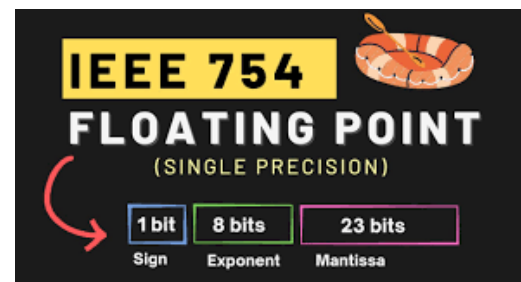 IEEE 754
FLOATING POINT
(SINGLE PRECISION)
1 bit 8 bits 23 bits
Sign Exponent Mantissa